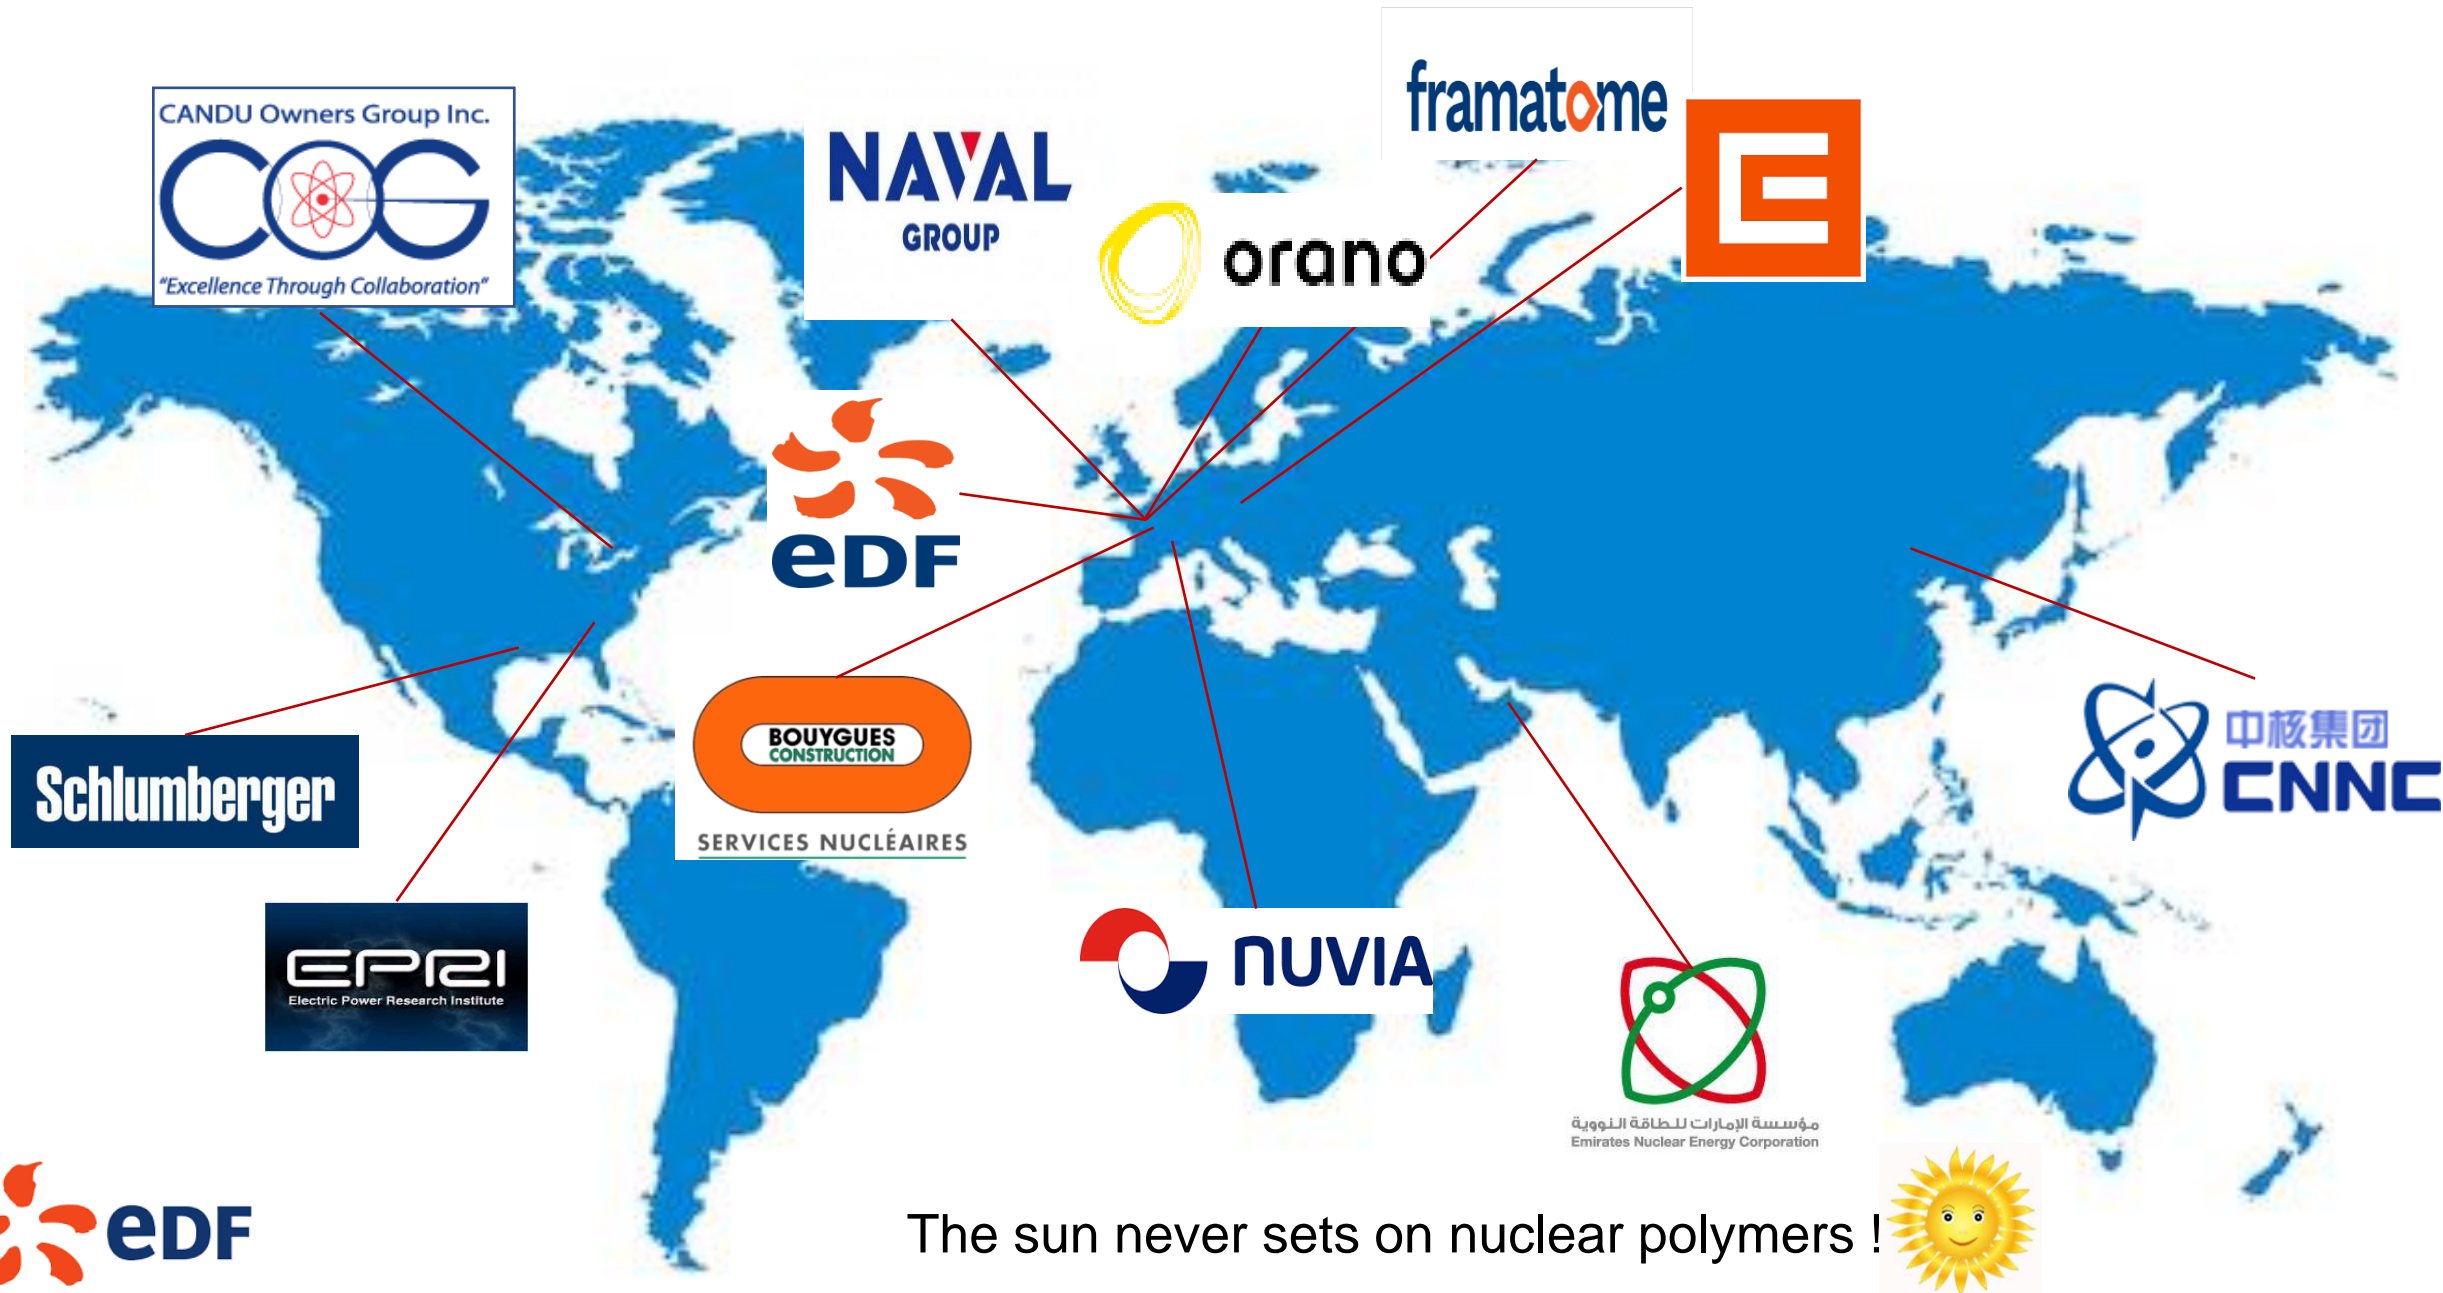 CANDU Owners Group Inc.
COG
"Excellence Through Collaboration"
NAVAL
GROUP
framatome
orano
eDF
BOUYGUES
CONSTRUCTION
SERVICES NUCLÉAIRES
Schlumberger
EPRI
Electric Power Research Institute
nuvia
中核集团
CNNC
مؤسسة الإمارات للطاقة النووية
Emirates Nuclear Energy Corporation
eDF
The sun never sets on nuclear polymers !